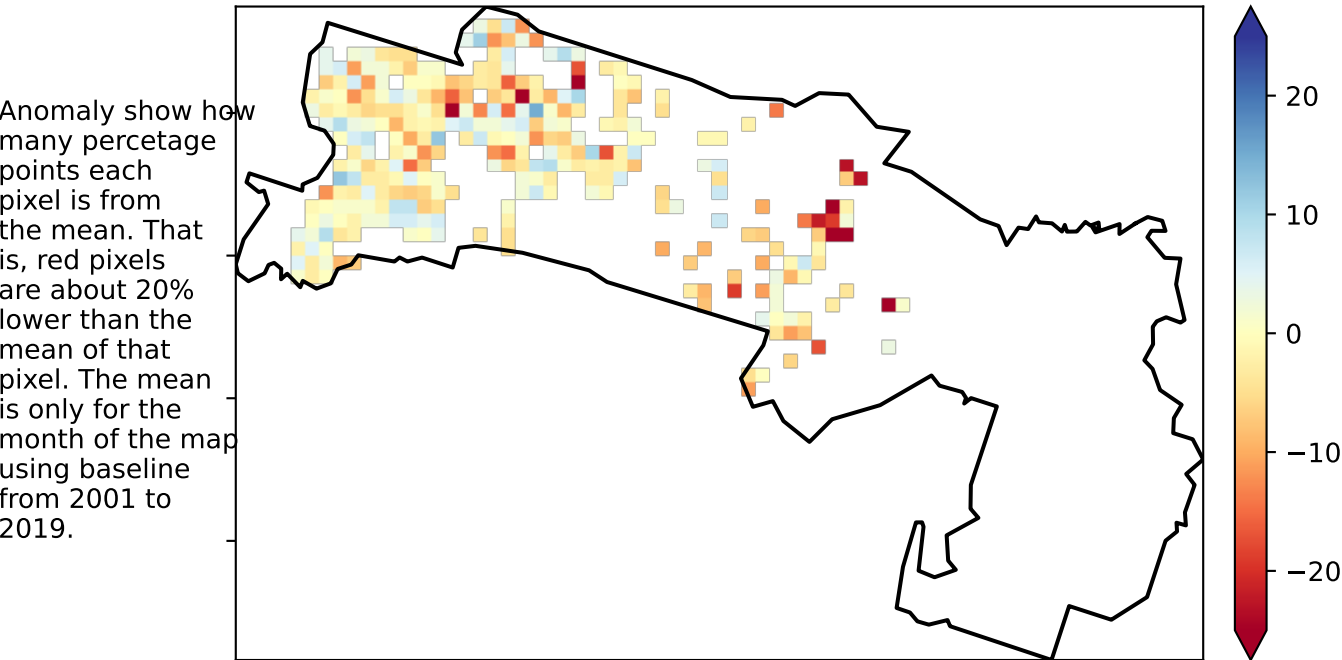 Anomaly show how
many percetage
points each
pixel is from
the mean. That
is, red pixels
are about 20%
lower than the
mean of that
pixel. The mean
is only for the
month of the map
using baseline
from 2001 to
2019.
20
10
0
−10
−20